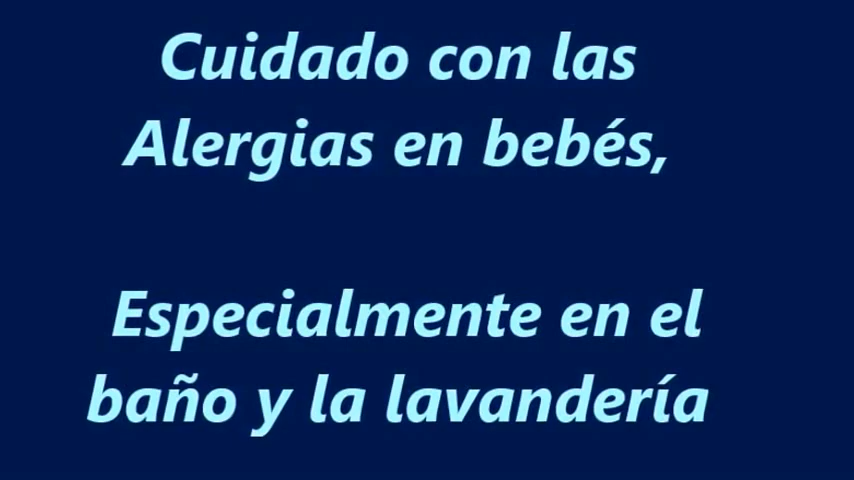 Cuidado con las
Alergias en bebés,
Especialmente en el
baño y la lavandería